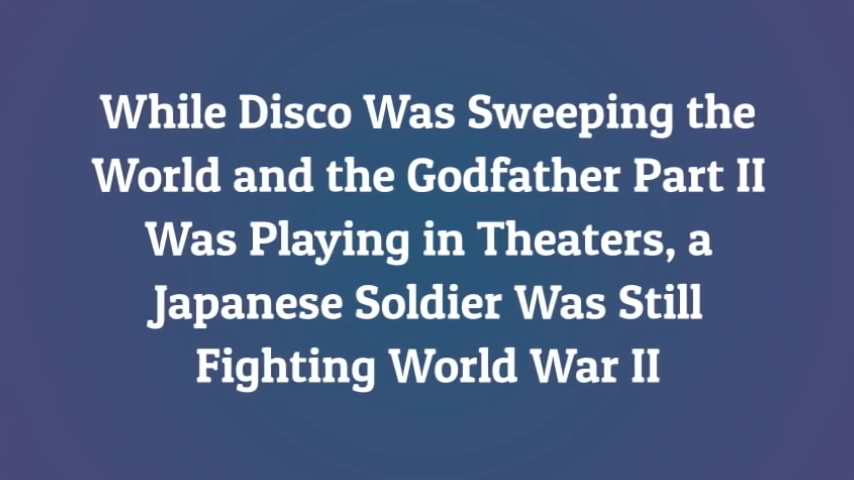 While Disco Was Sweeping the
World and the Godfather Part II
Was Playing in Theaters, a
Japanese Soldier Was Still
Fighting World War II